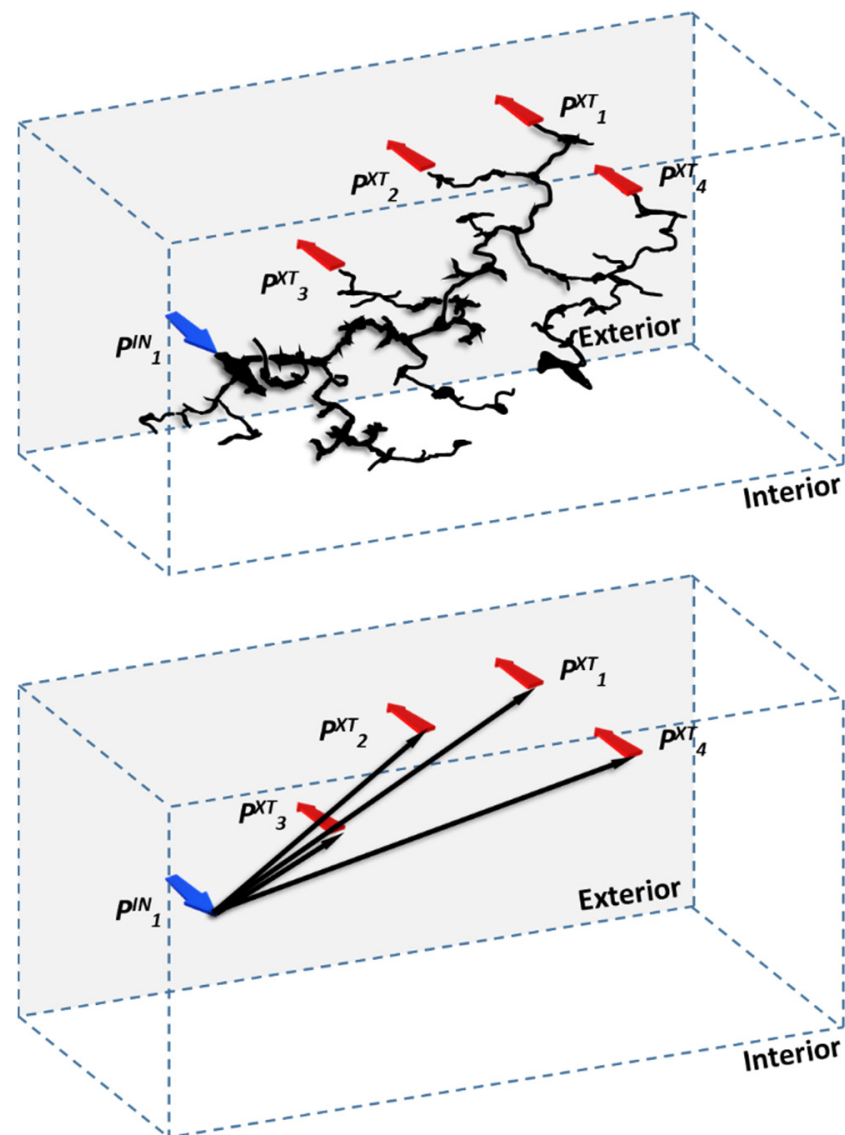 P^XT_1
P^XT_2
P^XT_4
P^XT_3
P^IN_1
Exterior
Interior
P^XT_1
P^XT_2
P^XT_4
P^XT_3
P^IN_1
Exterior
Interior